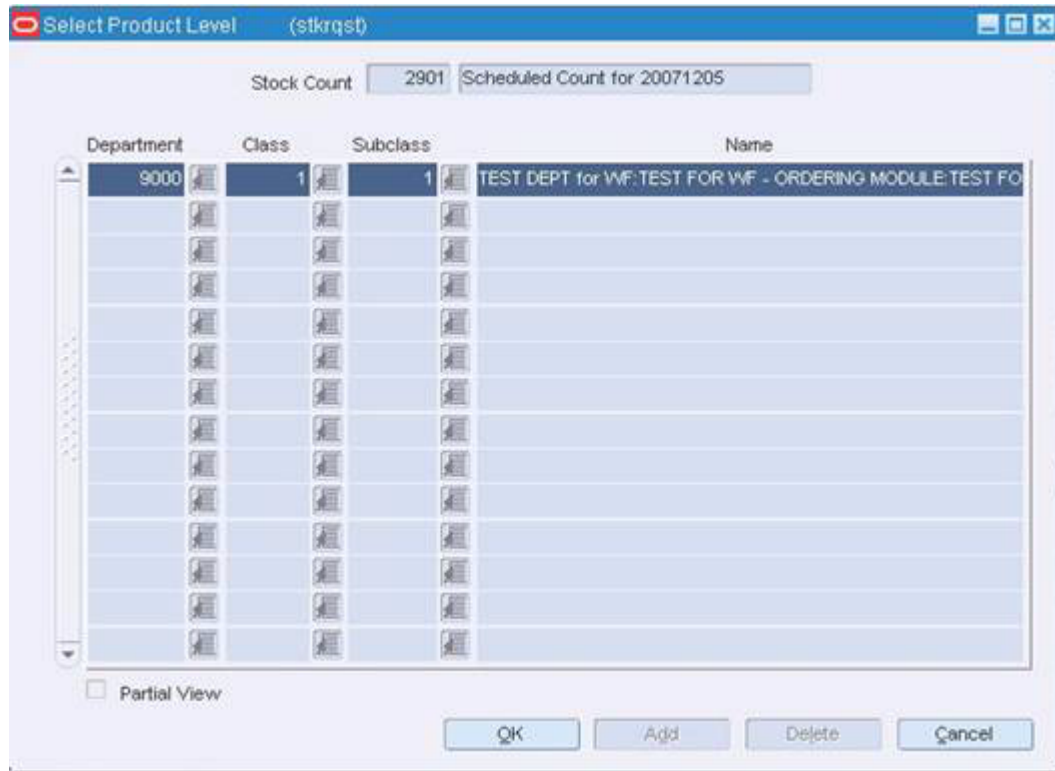 Select Product Level (stkrqst)
Stock Count 2901 Scheduled Count for 20071205
Department Class Subclass Name
9000 1 1 TEST DEPT for WF:TEST FOR WF - ORDERING MODULE:TEST FO
Partial View
OK Add Delete Cancel